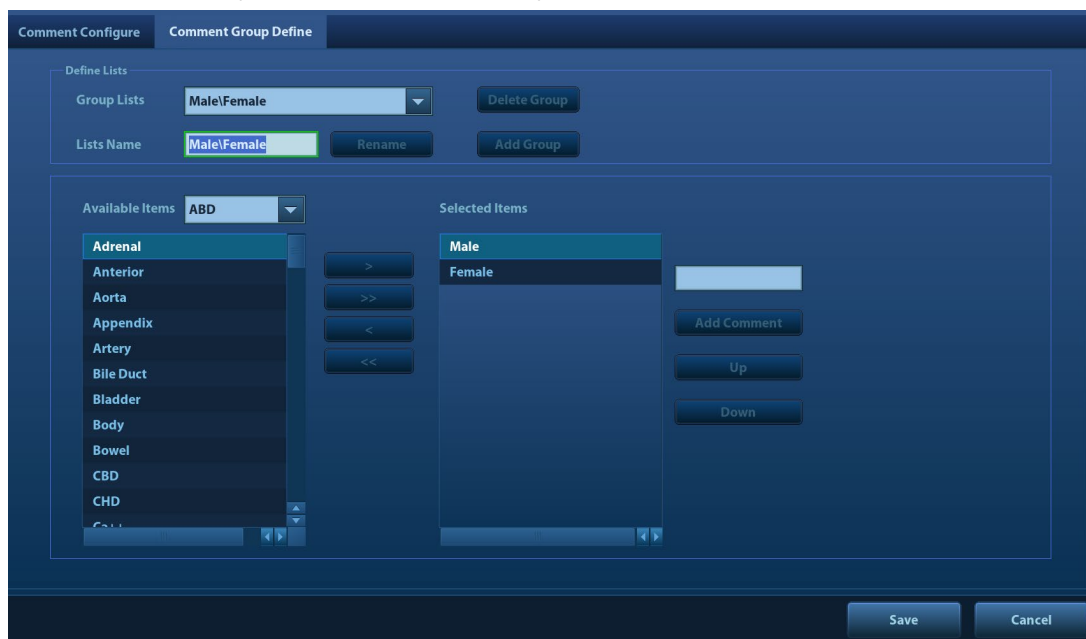 Comment Configure Comment Group Define
Define Lists
Group Lists Male\Female Delete Group
Lists Name Male\Female Rename Add Group
Available Items ABD Selected Items
Adrenal Male
Anterior > Female
Aorta >>
Appendix < Add Comment
Artery
Bile Duct << Up
Bladder
Body Down
Bowel
CBD
CHD
Save Cancel